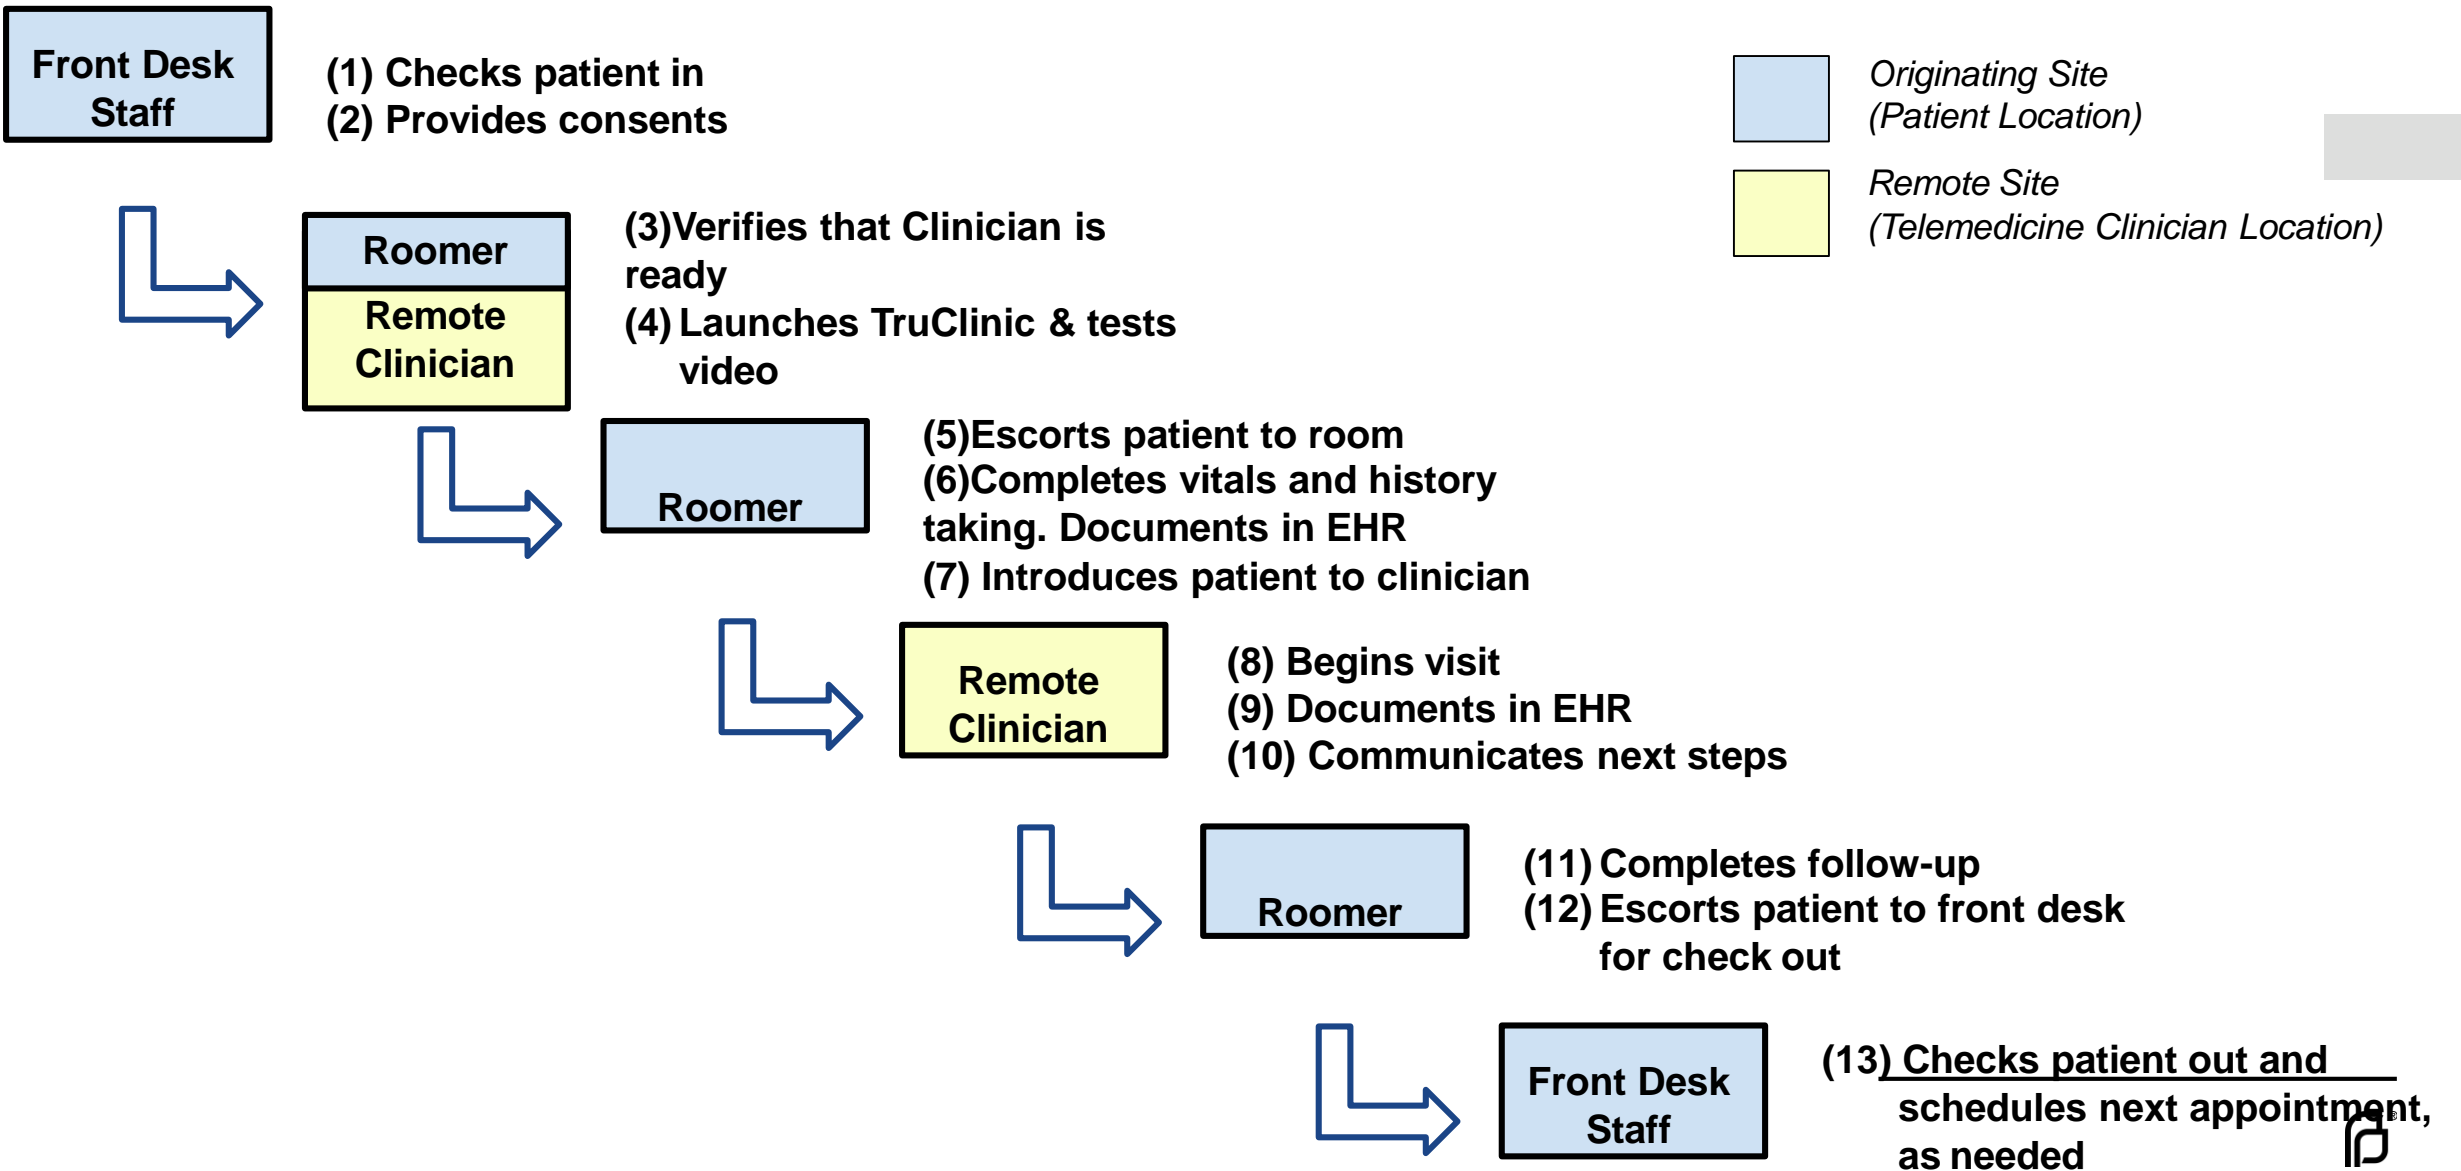 Front Desk
Staff
(1) Checks patient in
(2) Provides consents
Originating Site
(Patient Location)
Remote Site
(Telemedicine Clinician Location)
Roomer
Remote
Clinician
(3)Verifies that Clinician is
ready
(4) Launches TruClinic & tests
video
Roomer
(5)Escorts patient to room
(6)Completes vitals and history
taking. Documents in EHR
(7) Introduces patient to clinician
Remote
Clinician
(8) Begins visit
(9) Documents in EHR
(10) Communicates next steps
Roomer
(11) Completes follow-up
(12) Escorts patient to front desk
for check out
Front Desk
Staff
(13) Checks patient out and
schedules next appointment,
as needed
®